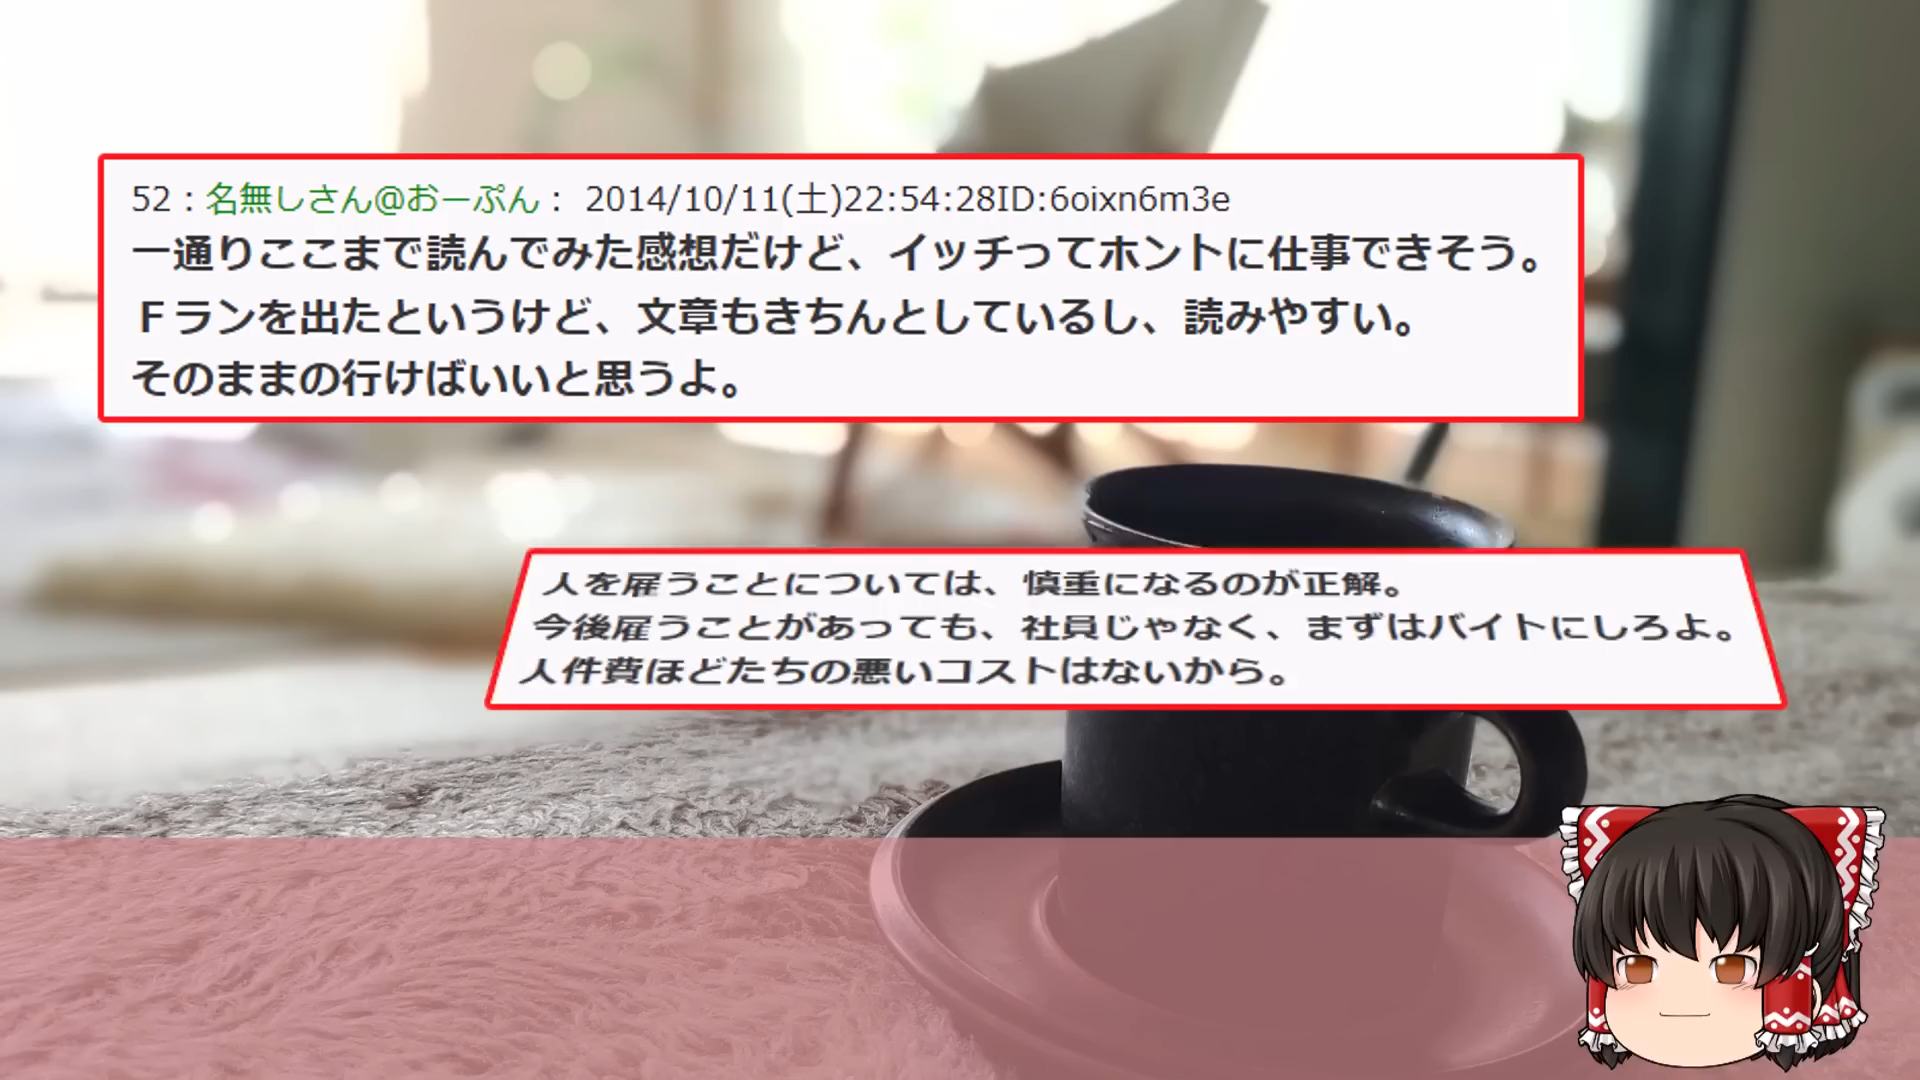 52：名無しさん@おーぷん： 2014/10/11(土)22:54:28ID:6oixn6m3e
一通りここまで読んでみた感想だけど、イッチってホントに仕事できそう。
Ｆランを出たというけど、文章もきちんとしているし、読みやすい。
そのままの行けばいいと思うよ。
人を雇うことについては、慎重になるのが正解。
今後雇うことがあっても、社員じゃなく、まずはバイトにしろよ。
人件費ほどたちの悪いコストはないから。